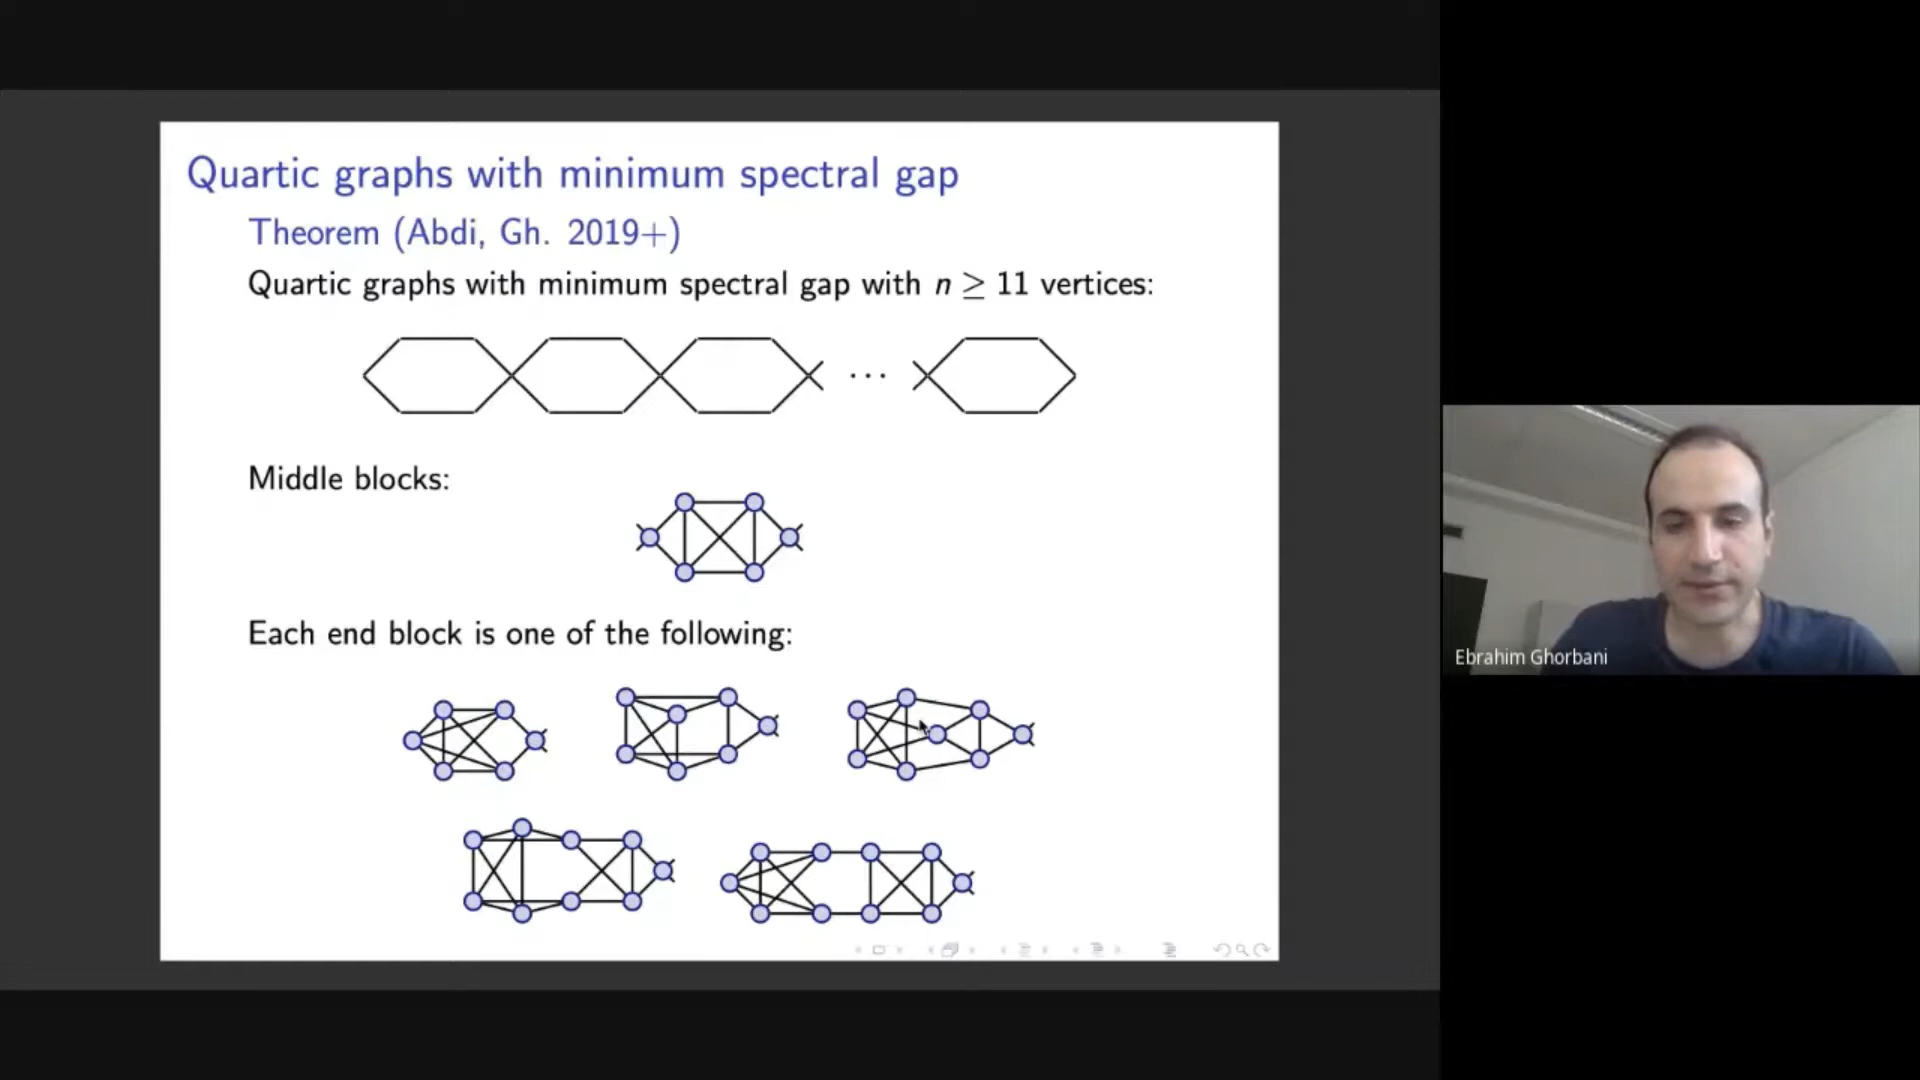 Quartic graphs with minimum spectral gap
Theorem (Abdi, Gh. 2019+)
Quartic graphs with minimum spectral gap with n ≥ 11 vertices:
...
Middle blocks:
Each end block is one of the following:
Ebrahim Ghorbani